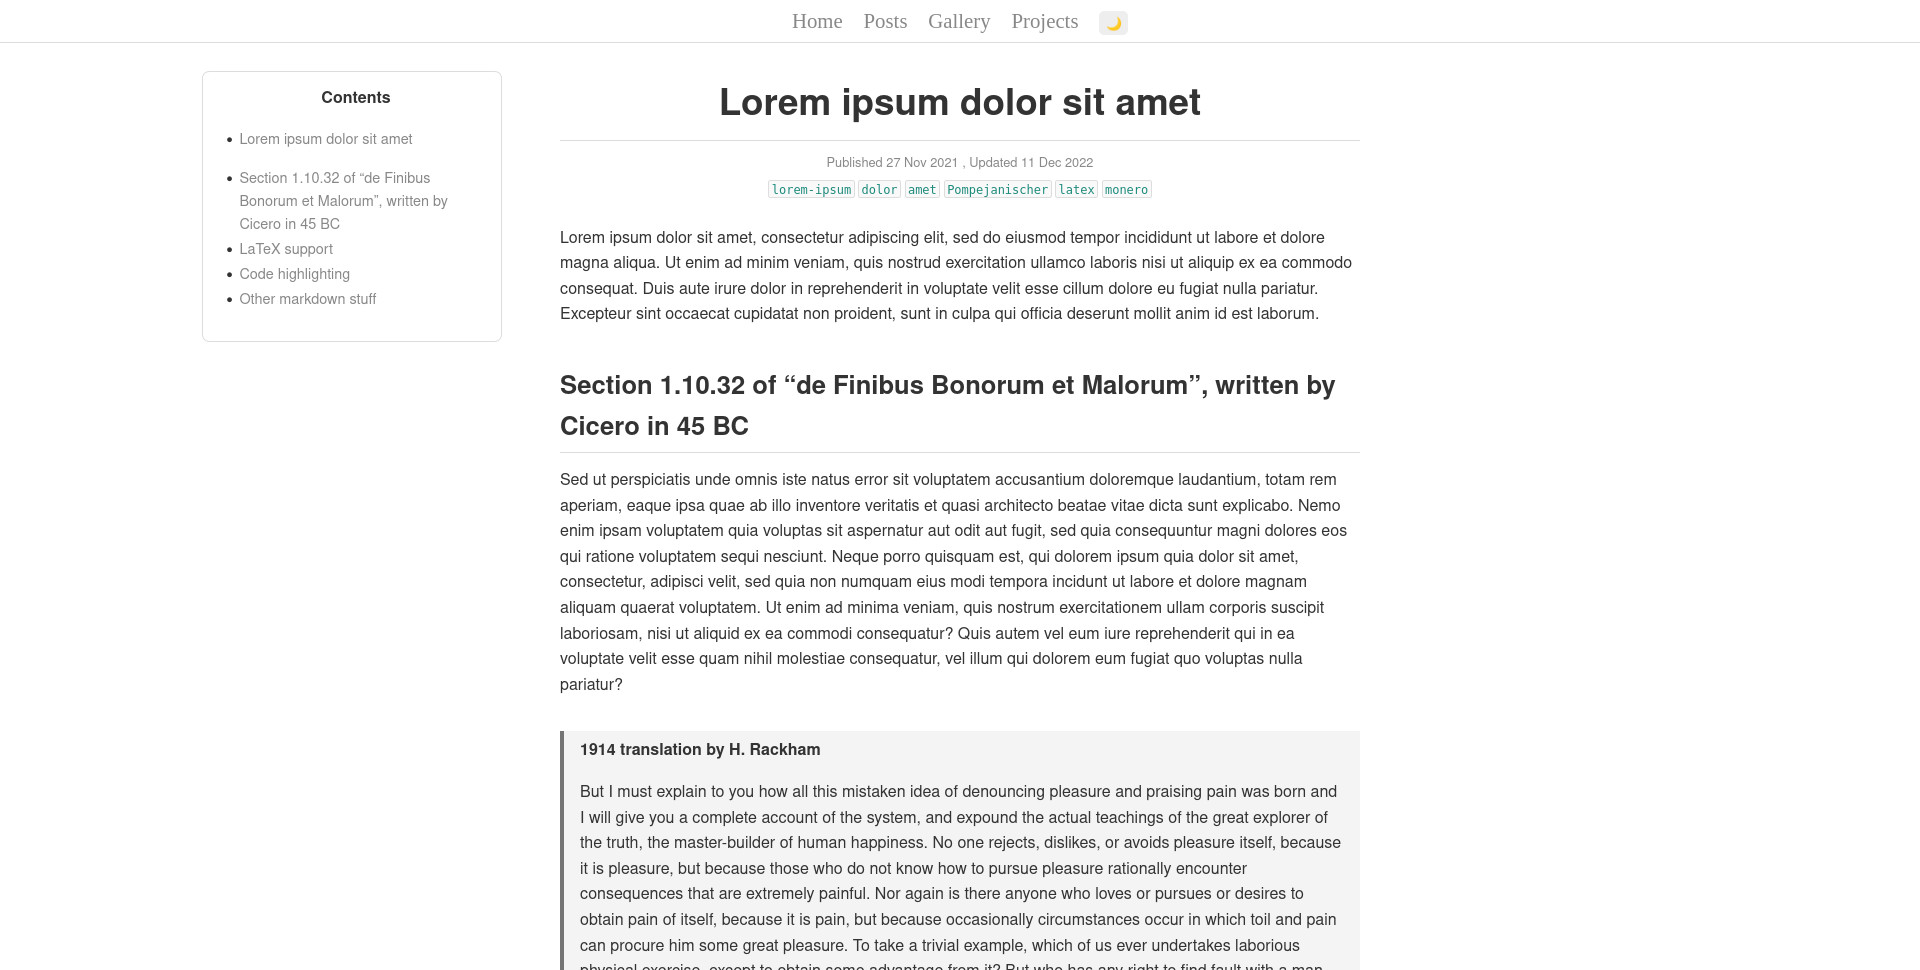 Home Posts Gallery Projects 🌙
Contents
• Lorem ipsum dolor sit amet
• Section 1.10.32 of “de Finibus
Bonorum et Malorum”, written by
Cicero in 45 BC
• LaTeX support
• Code highlighting
• Other markdown stuff
Lorem ipsum dolor sit amet
Published 27 Nov 2021 , Updated 11 Dec 2022
lorem-ipsum dolor amet Pompejanischer latex monero
Lorem ipsum dolor sit amet, consectetur adipiscing elit, sed do eiusmod tempor incididunt ut labore et dolore
magna aliqua. Ut enim ad minim veniam, quis nostrud exercitation ullamco laboris nisi ut aliquip ex ea commodo
consequat. Duis aute irure dolor in reprehenderit in voluptate velit esse cillum dolore eu fugiat nulla pariatur.
Excepteur sint occaecat cupidatat non proident, sunt in culpa qui officia deserunt mollit anim id est laborum.
Section 1.10.32 of “de Finibus Bonorum et Malorum”, written by
Cicero in 45 BC
Sed ut perspiciatis unde omnis iste natus error sit voluptatem accusantium doloremque laudantium, totam rem
aperiam, eaque ipsa quae ab illo inventore veritatis et quasi architecto beatae vitae dicta sunt explicabo. Nemo
enim ipsam voluptatem quia voluptas sit aspernatur aut odit aut fugit, sed quia consequuntur magni dolores eos
qui ratione voluptatem sequi nesciunt. Neque porro quisquam est, qui dolorem ipsum quia dolor sit amet,
consectetur, adipisci velit, sed quia non numquam eius modi tempora incidunt ut labore et dolore magnam
aliquam quaerat voluptatem. Ut enim ad minima veniam, quis nostrum exercitationem ullam corporis suscipit
laboriosam, nisi ut aliquid ex ea commodi consequatur? Quis autem vel eum iure reprehenderit qui in ea
voluptate velit esse quam nihil molestiae consequatur, vel illum qui dolorem eum fugiat quo voluptas nulla
pariatur?
1914 translation by H. Rackham
But I must explain to you how all this mistaken idea of denouncing pleasure and praising pain was born and
I will give you a complete account of the system, and expound the actual teachings of the great explorer of
the truth, the master-builder of human happiness. No one rejects, dislikes, or avoids pleasure itself, because
it is pleasure, but because those who do not know how to pursue pleasure rationally encounter
consequences that are extremely painful. Nor again is there anyone who loves or pursues or desires to
obtain pain of itself, because it is pain, but because occasionally circumstances occur in which toil and pain
can procure him some great pleasure. To take a trivial example, which of us ever undertakes laborious
physical exercise, except to obtain some advantage from it? But who has any right to find fault with a man